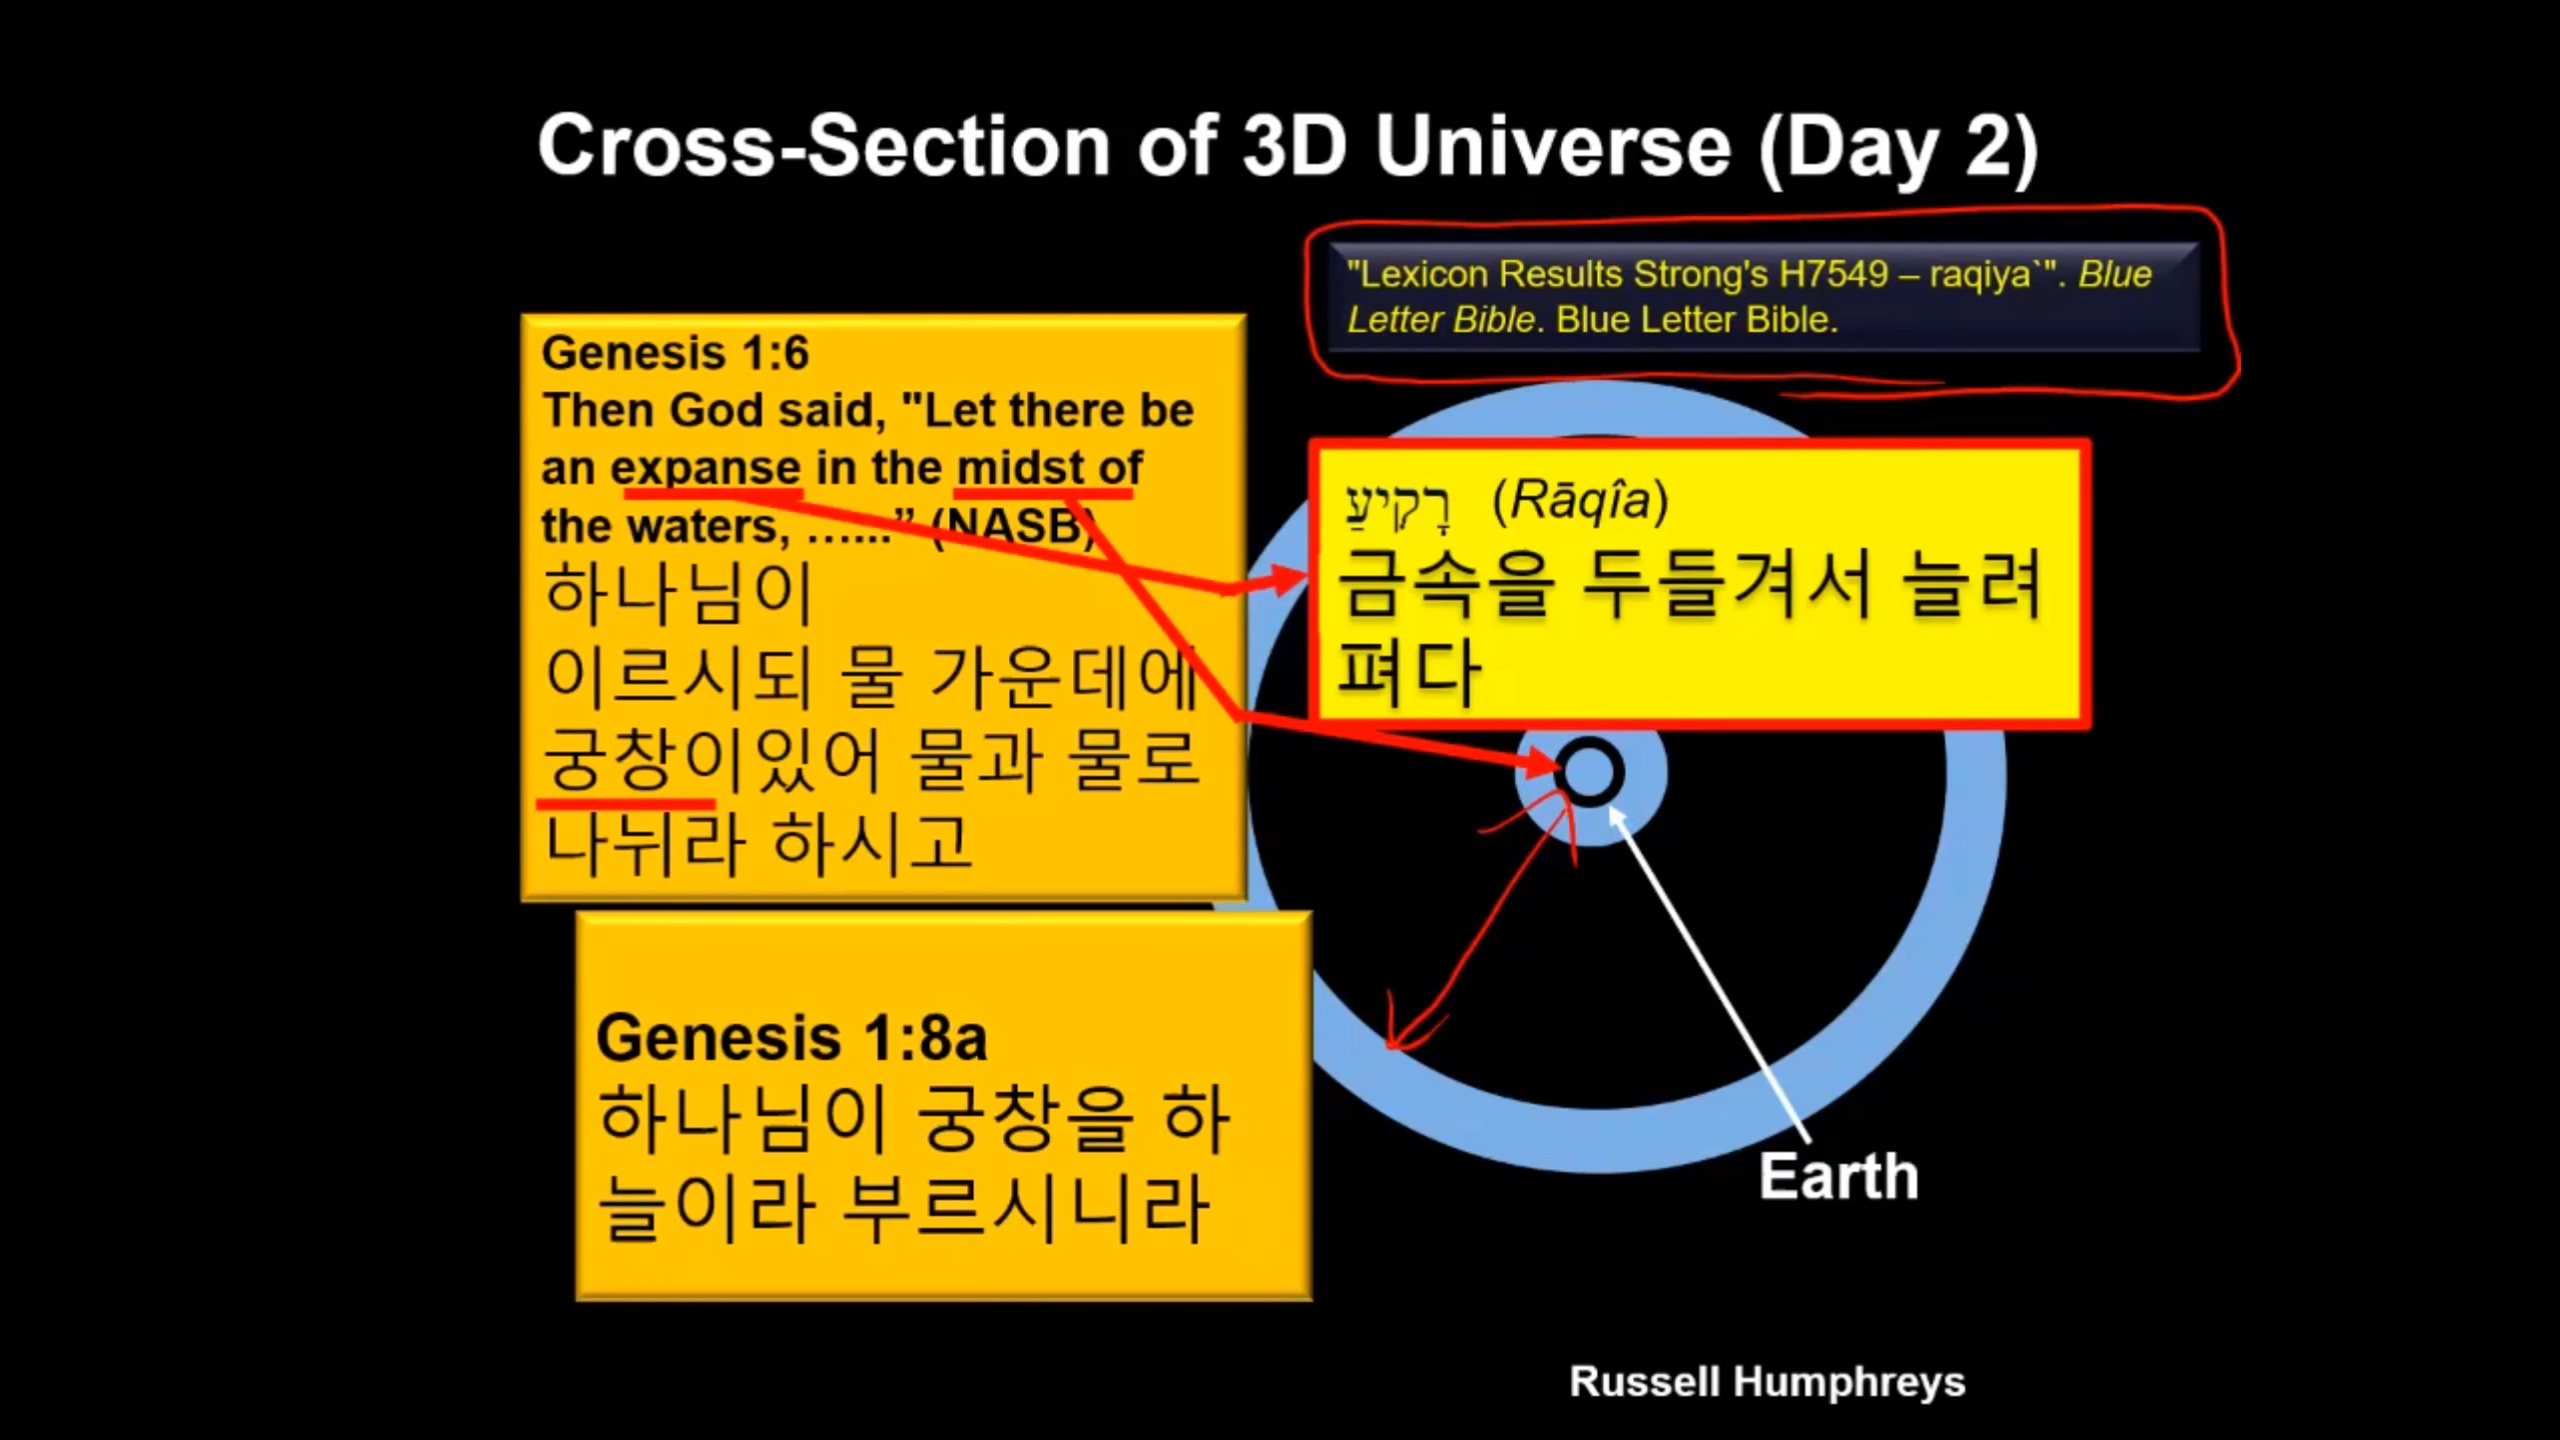 Cross-Section of 3D Universe (Day 2)
"Lexicon Results Strong's H7549 – raqiya`". Blue
Letter Bible. Blue Letter Bible.
Genesis 1:6
Then God said, "Let there be
an expanse in the midst of
the waters, …...” (NASB)
하나님이
이르시되 물 가운데에
궁창이있어 물과 물로
나뉘라 하시고
רָקִיעַ (Rāqîa)
금속을 두들겨서 늘려
펴다
Genesis 1:8a
하나님이 궁창을 하
늘이라 부르시니라
Earth
Russell Humphreys